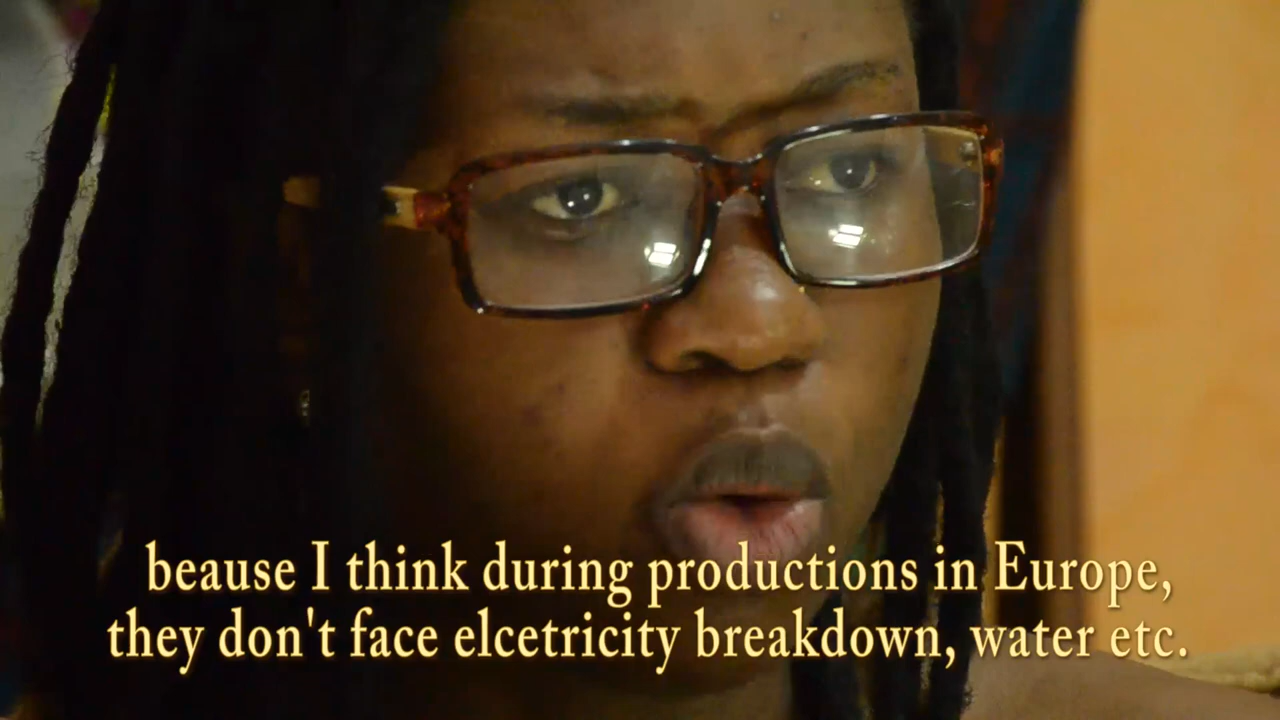 beause I think during productions in Europe,
they don't face elcetricity breakdown, water etc.